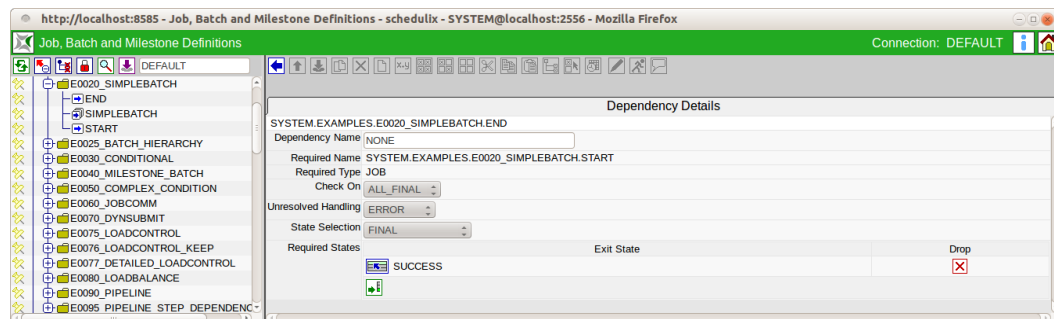 http://localhost:8585 - Job, Batch and Milestone Definitions - schedulix - SYSTEM@localhost:2556 - Mozilla Firefox
Job, Batch and Milestone Definitions
Connection: DEFAULT
DEFAULT
E0020_SIMPLEBATCH
END
SIMPLEBATCH
START
E0025_BATCH_HIERARCHY
E0030_CONDITIONAL
E0040_MILESTONE_BATCH
E0050_COMPLEX_CONDITION
E0060_JOBCOMM
E0070_DYNSUBMIT
E0075_LOADCONTROL
E0076_LOADCONTROL_KEEP
E0077_DETAILED_LOADCONTROL
E0080_LOADBALANCE
E0090_PIPELINE
E0095_PIPELINE_STEP_DEPENDENC
x,y
Dependency Details
SYSTEM.EXAMPLES.E0020_SIMPLEBATCH.END
Dependency Name NONE
Required Name SYSTEM.EXAMPLES.E0020_SIMPLEBATCH.START
Required Type JOB
Check On ALL_FINAL
Unresolved Handling ERROR
State Selection FINAL
Required States Exit State Drop
SUCCESS